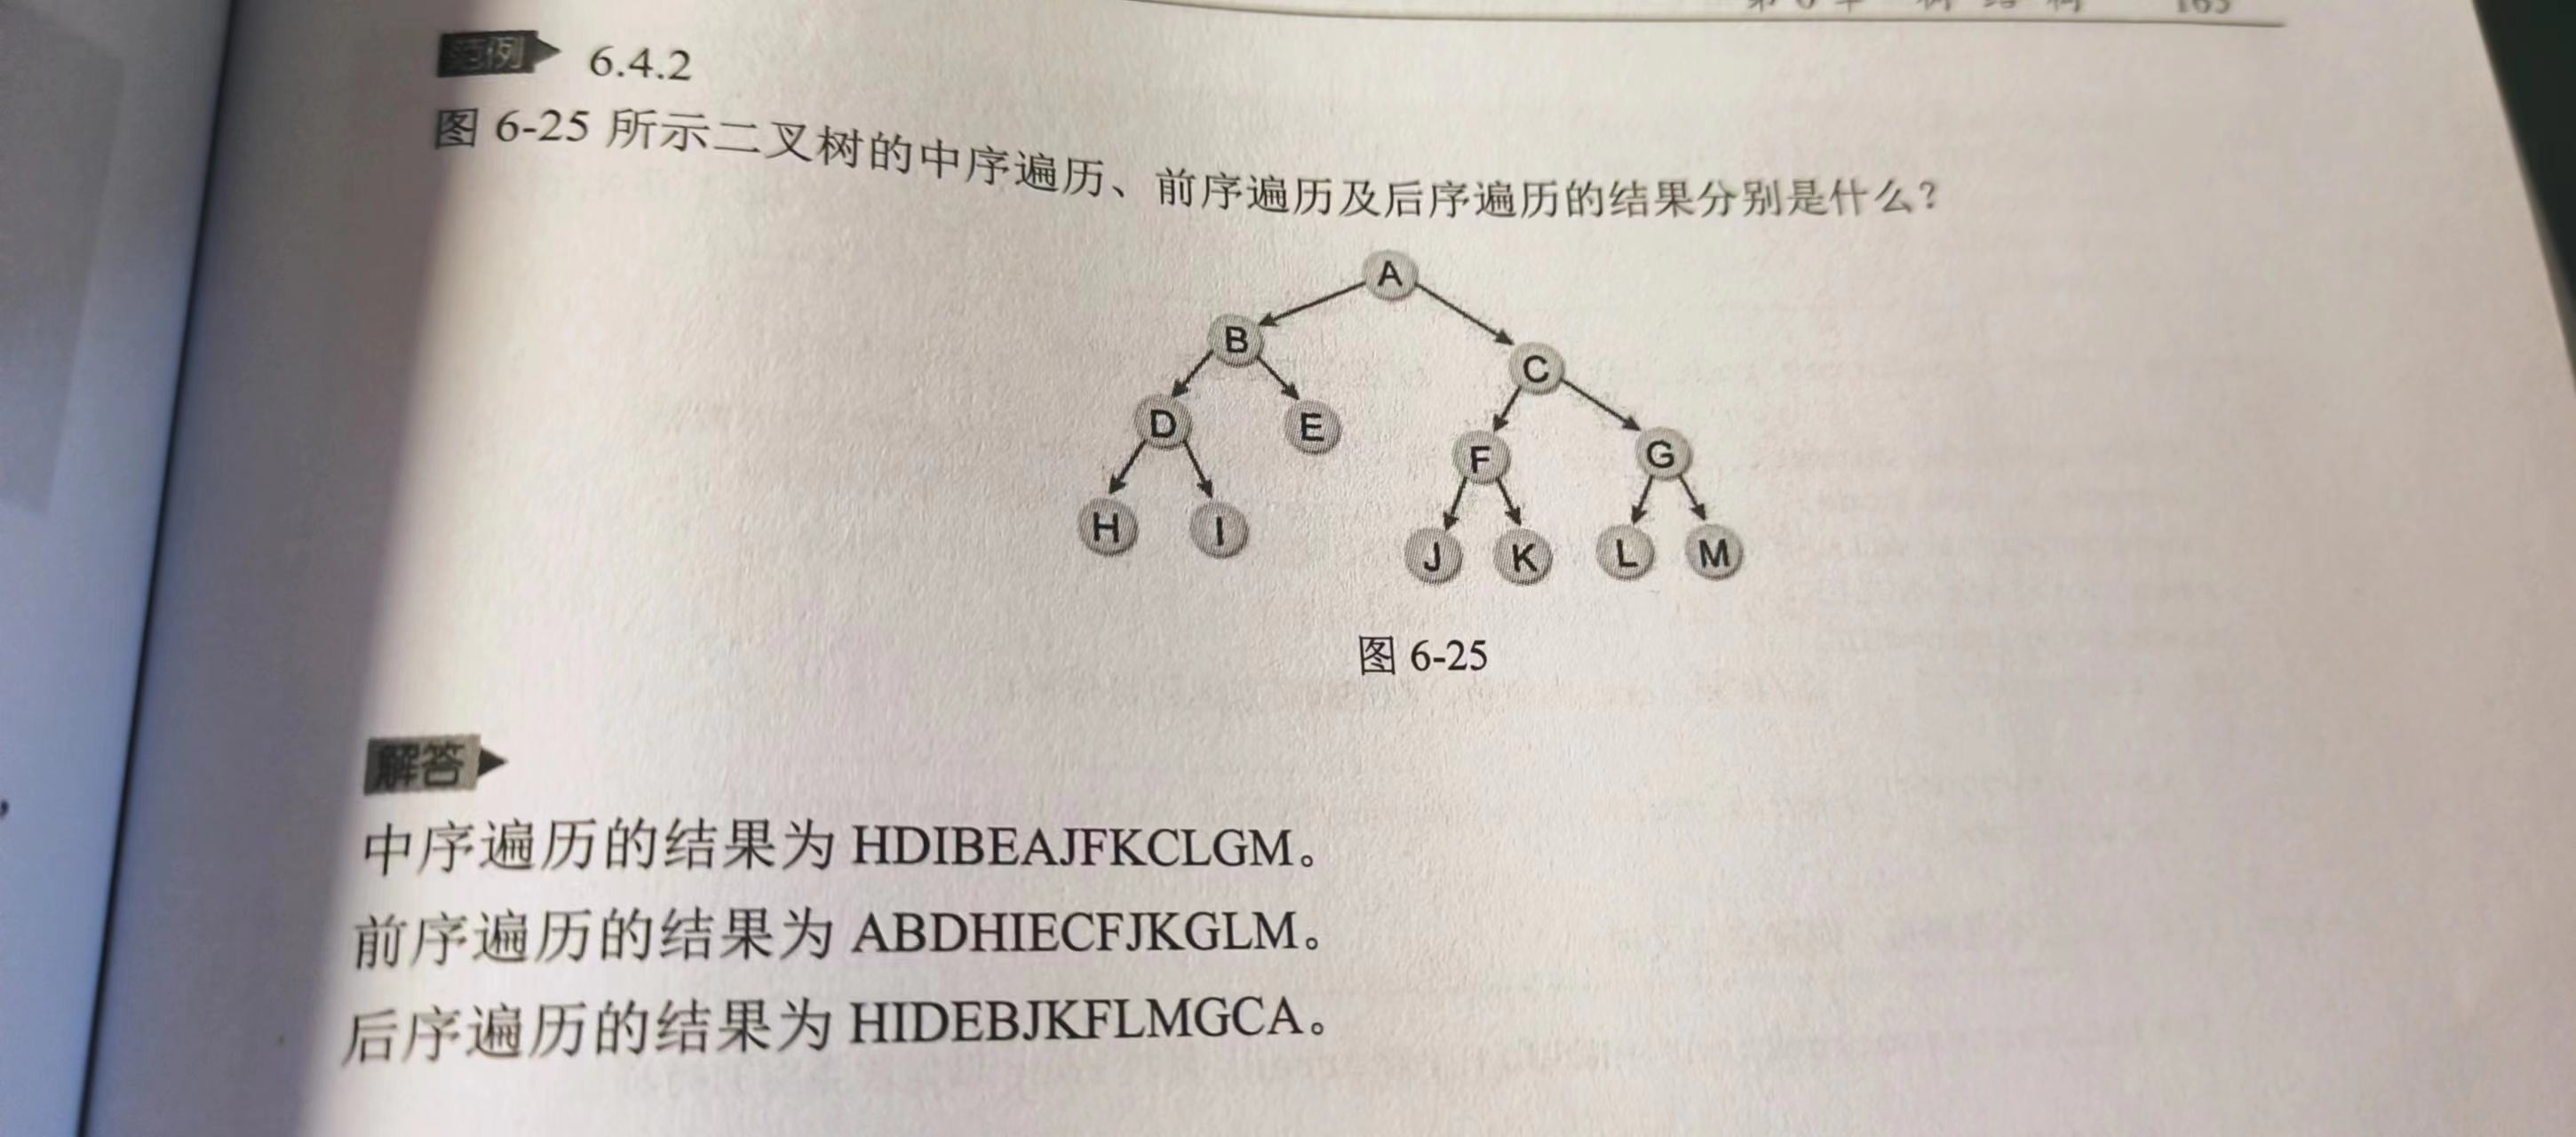 165
范例 6.4.2
图 6-25 所示二叉树的中序遍历、前序遍历及后序遍历的结果分别是什么?
A
B
C
D
E
F
G
H
I
J
K
L
M
图 6-25
解答
中序遍历的结果为 HDIBEAJFKCLGM。
前序遍历的结果为 ABDHIECFJKGLM。
后序遍历的结果为 HIDEBJKFLMGCA。